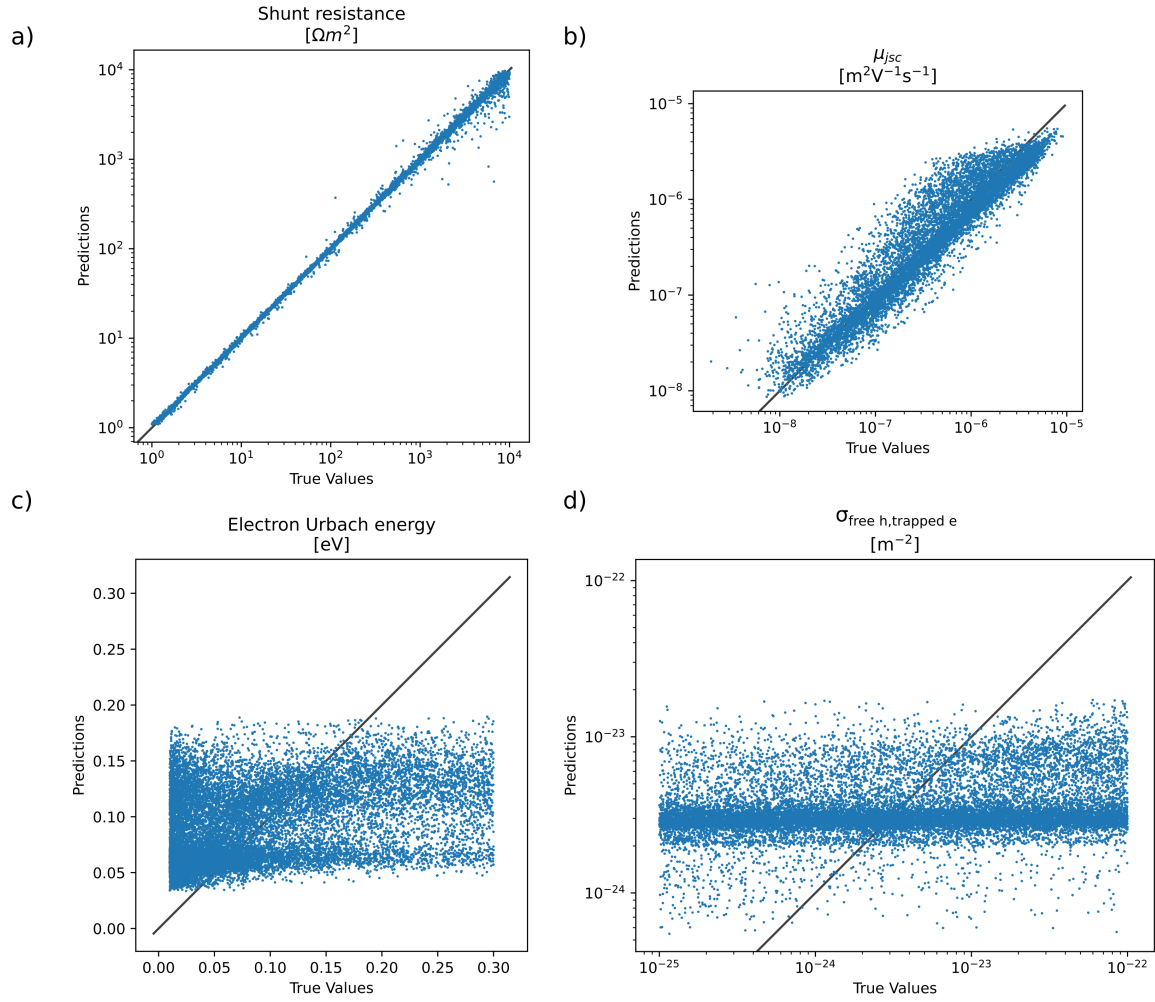 a)
Shunt resistance
[Ωm²]
10⁴
10³
10²
10¹
10⁰
Predictions
10⁰ 10¹ 10² 10³ 10⁴
True Values
b)
μjsc
[m²V⁻¹s⁻¹]
10⁻⁵
10⁻⁶
10⁻⁷
10⁻⁸
Predictions
10⁻⁸ 10⁻⁷ 10⁻⁶ 10⁻⁵
True Values
c)
Electron Urbach energy
[eV]
0.30
0.25
0.20
0.15
0.10
0.05
0.00
Predictions
0.00 0.05 0.10 0.15 0.20 0.25 0.30
True Values
d)
σfree h,trapped e
[m⁻²]
10⁻²²
10⁻²³
10⁻²⁴
Predictions
10⁻²⁵ 10⁻²⁴ 10⁻²³ 10⁻²²
True Values